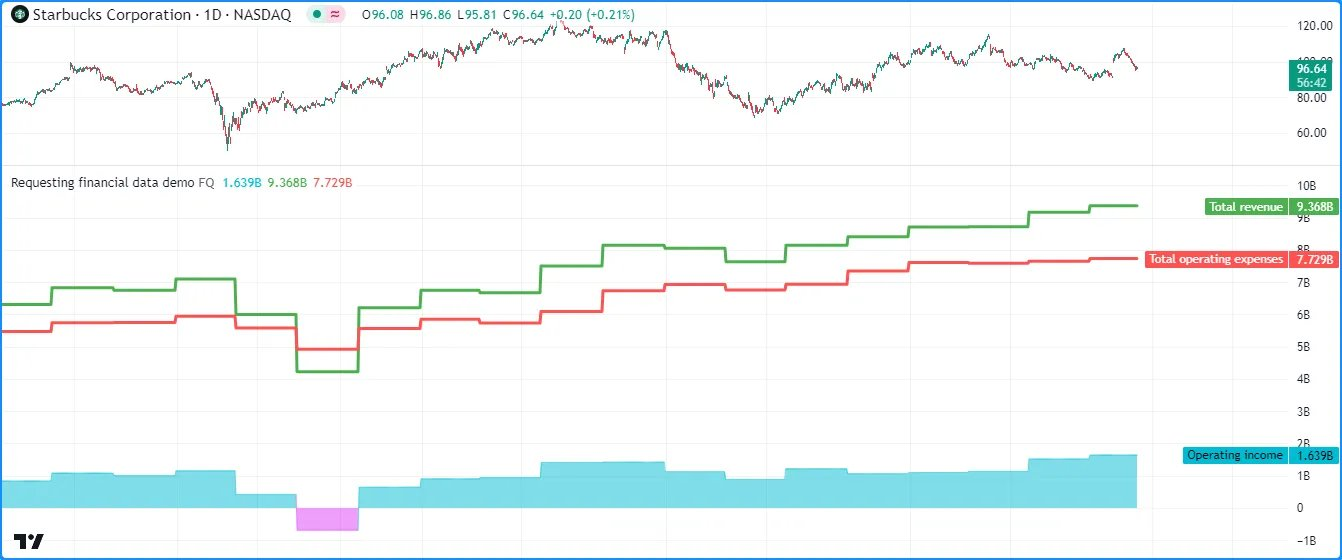 Starbucks Corporation · 1D · NASDAQ ≈ O96.08 H96.86 L95.81 C96.64 +0.20 (+0.21%)
120.00
100.00
96.64
56:42
80.00
60.00
Requesting financial data demo FQ 1.639B 9.368B 7.729B
10B
Total revenue 9.368B
9B
8B
Total operating expenses 7.729B
7B
6B
5B
4B
3B
2B
Operating income 1.639B
1B
0
−1B